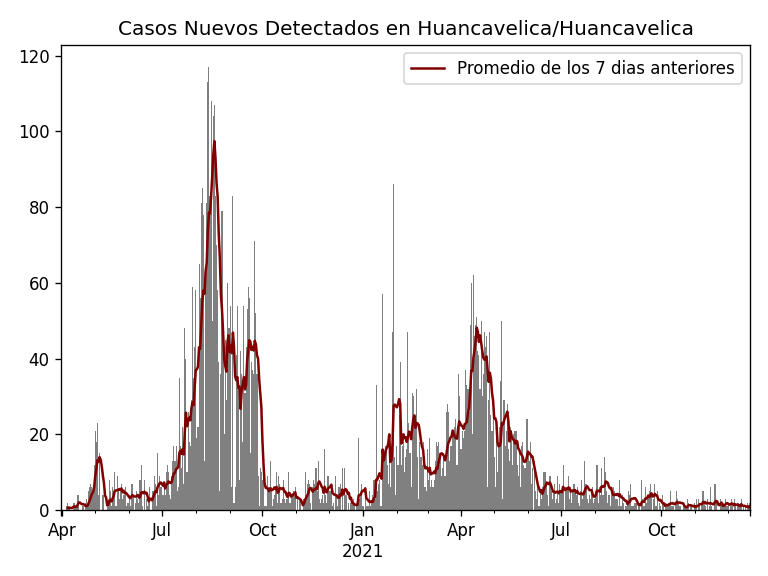 Casos Nuevos Detectados en Huancavelica/Huancavelica
Promedio de los 7 dias anteriores
120
100
80
60
40
20
0
Apr Jul Oct Jan Apr Jul Oct
2021